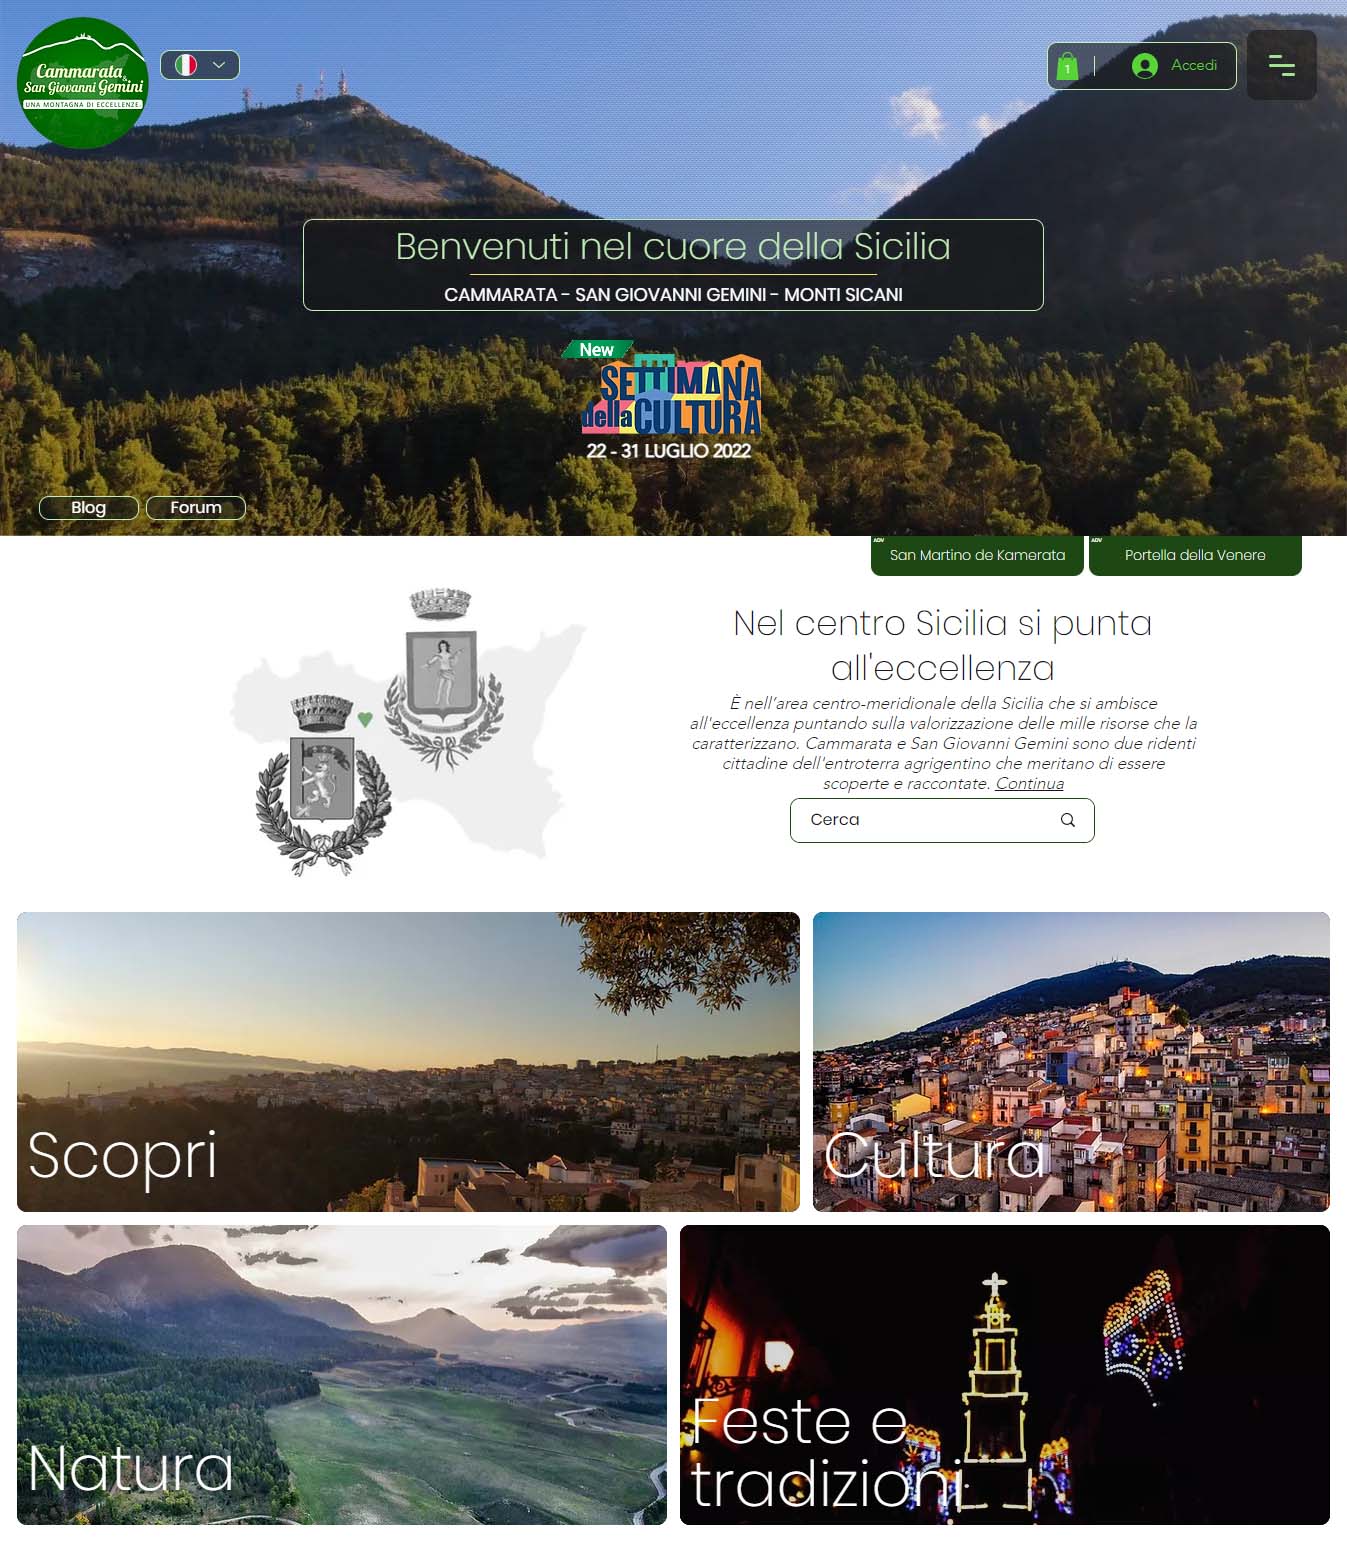 Cammarata
& San Giovanni Gemini
UNA MONTAGNA DI ECCELLENZE
1
Accedi
Benvenuti nel cuore della Sicilia
CAMMARATA - SAN GIOVANNI GEMINI - MONTI SICANI
New
SETTIMANA
della CULTURA
22 - 31 LUGLIO 2022
Blog
Forum
ADV
San Martino de Kamerata
ADV
Portella della Venere
Nel centro Sicilia si punta
all'eccellenza
È nell’area centro-meridionale della Sicilia che si ambisce
all'eccellenza puntando sulla valorizzazione delle mille risorse che la
caratterizzano. Cammarata e San Giovanni Gemini sono due ridenti
cittadine dell'entroterra agrigentino che meritano di essere
scoperte e raccontate. Continua
Cerca
Scopri
Cultura
Natura
Feste e
tradizioni